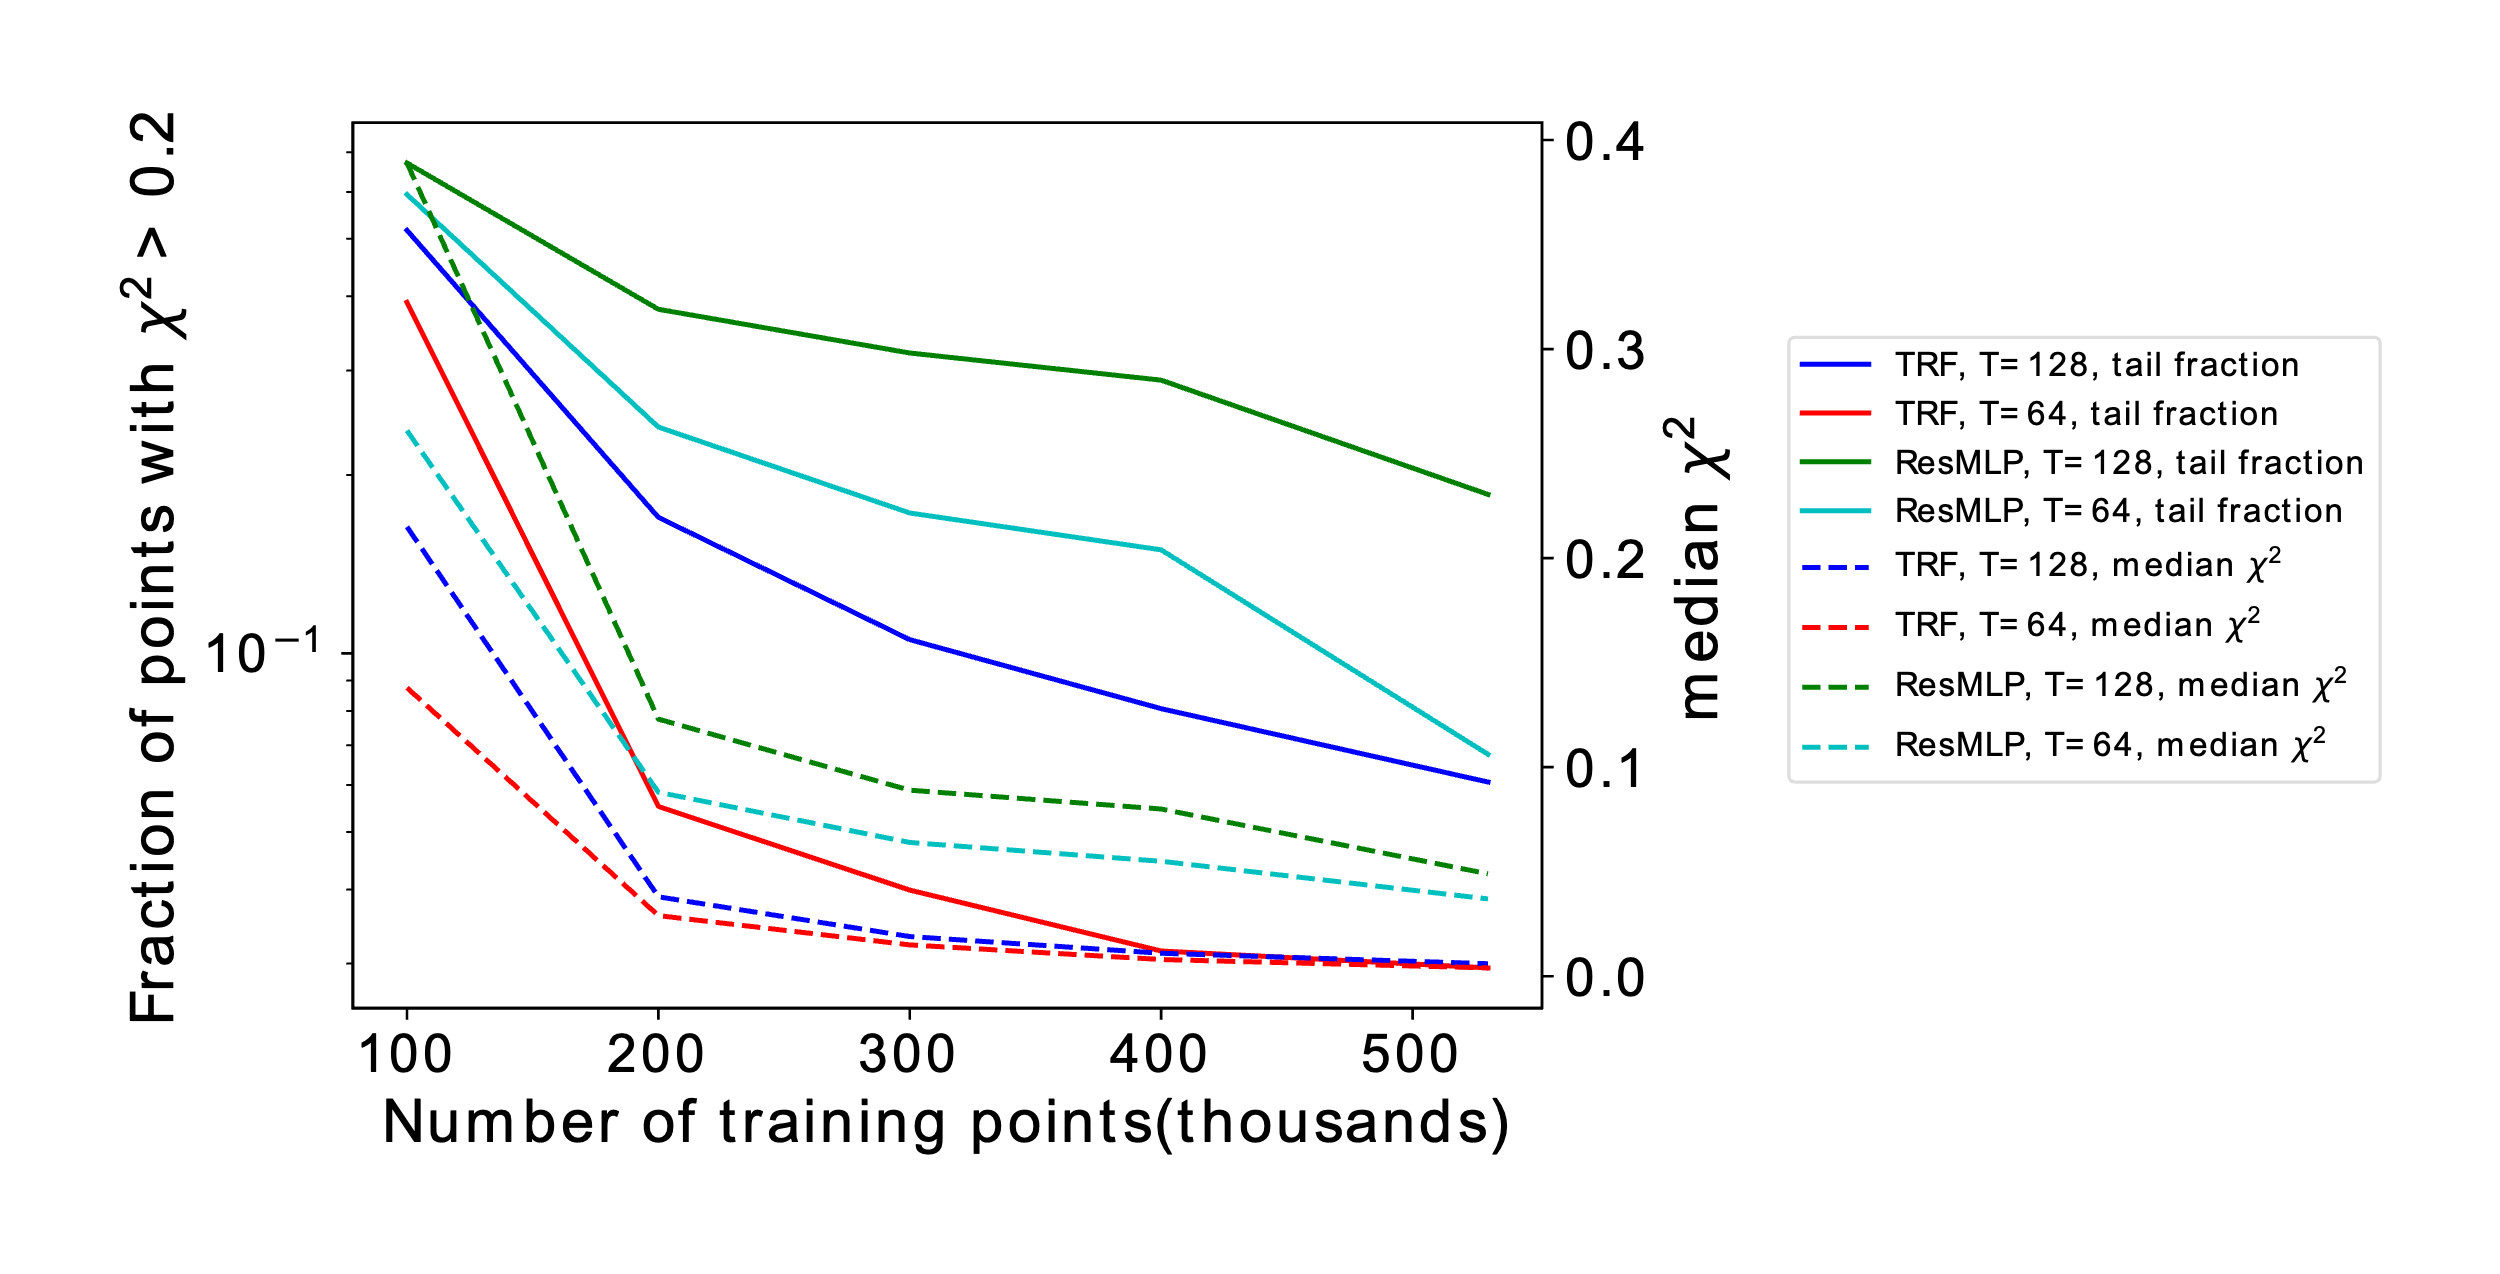 Fraction of points with χ² > 0.2
10⁻¹
0.4
0.3
0.2
0.1
0.0
median χ²
100 200 300 400 500
Number of training points(thousands)
TRF, T= 128, tail fraction
TRF, T= 64, tail fraction
ResMLP, T= 128, tail fraction
ResMLP, T= 64, tail fraction
TRF, T= 128, median χ²
TRF, T= 64, median χ²
ResMLP, T= 128, median χ²
ResMLP, T= 64, median χ²